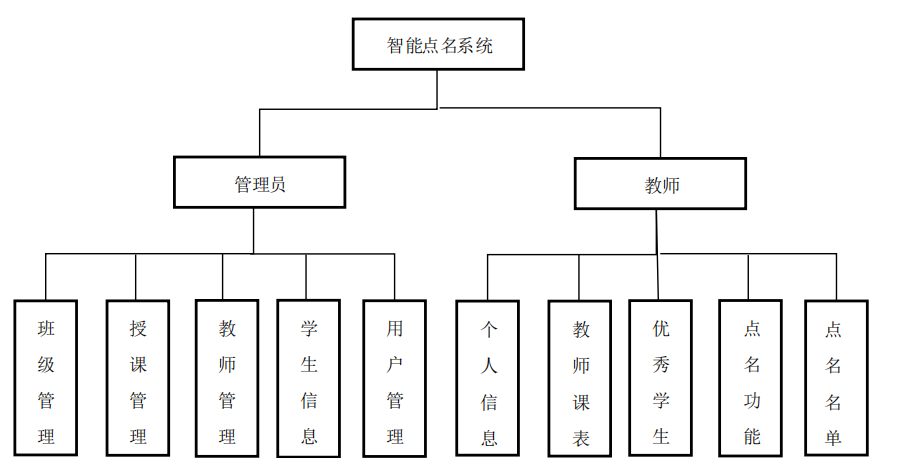 智能点名系统
管理员
教师
班级管理
授课管理
教师管理
学生信息
用户管理
个人信息
教师课表
优秀学生
点名功能
点名名单